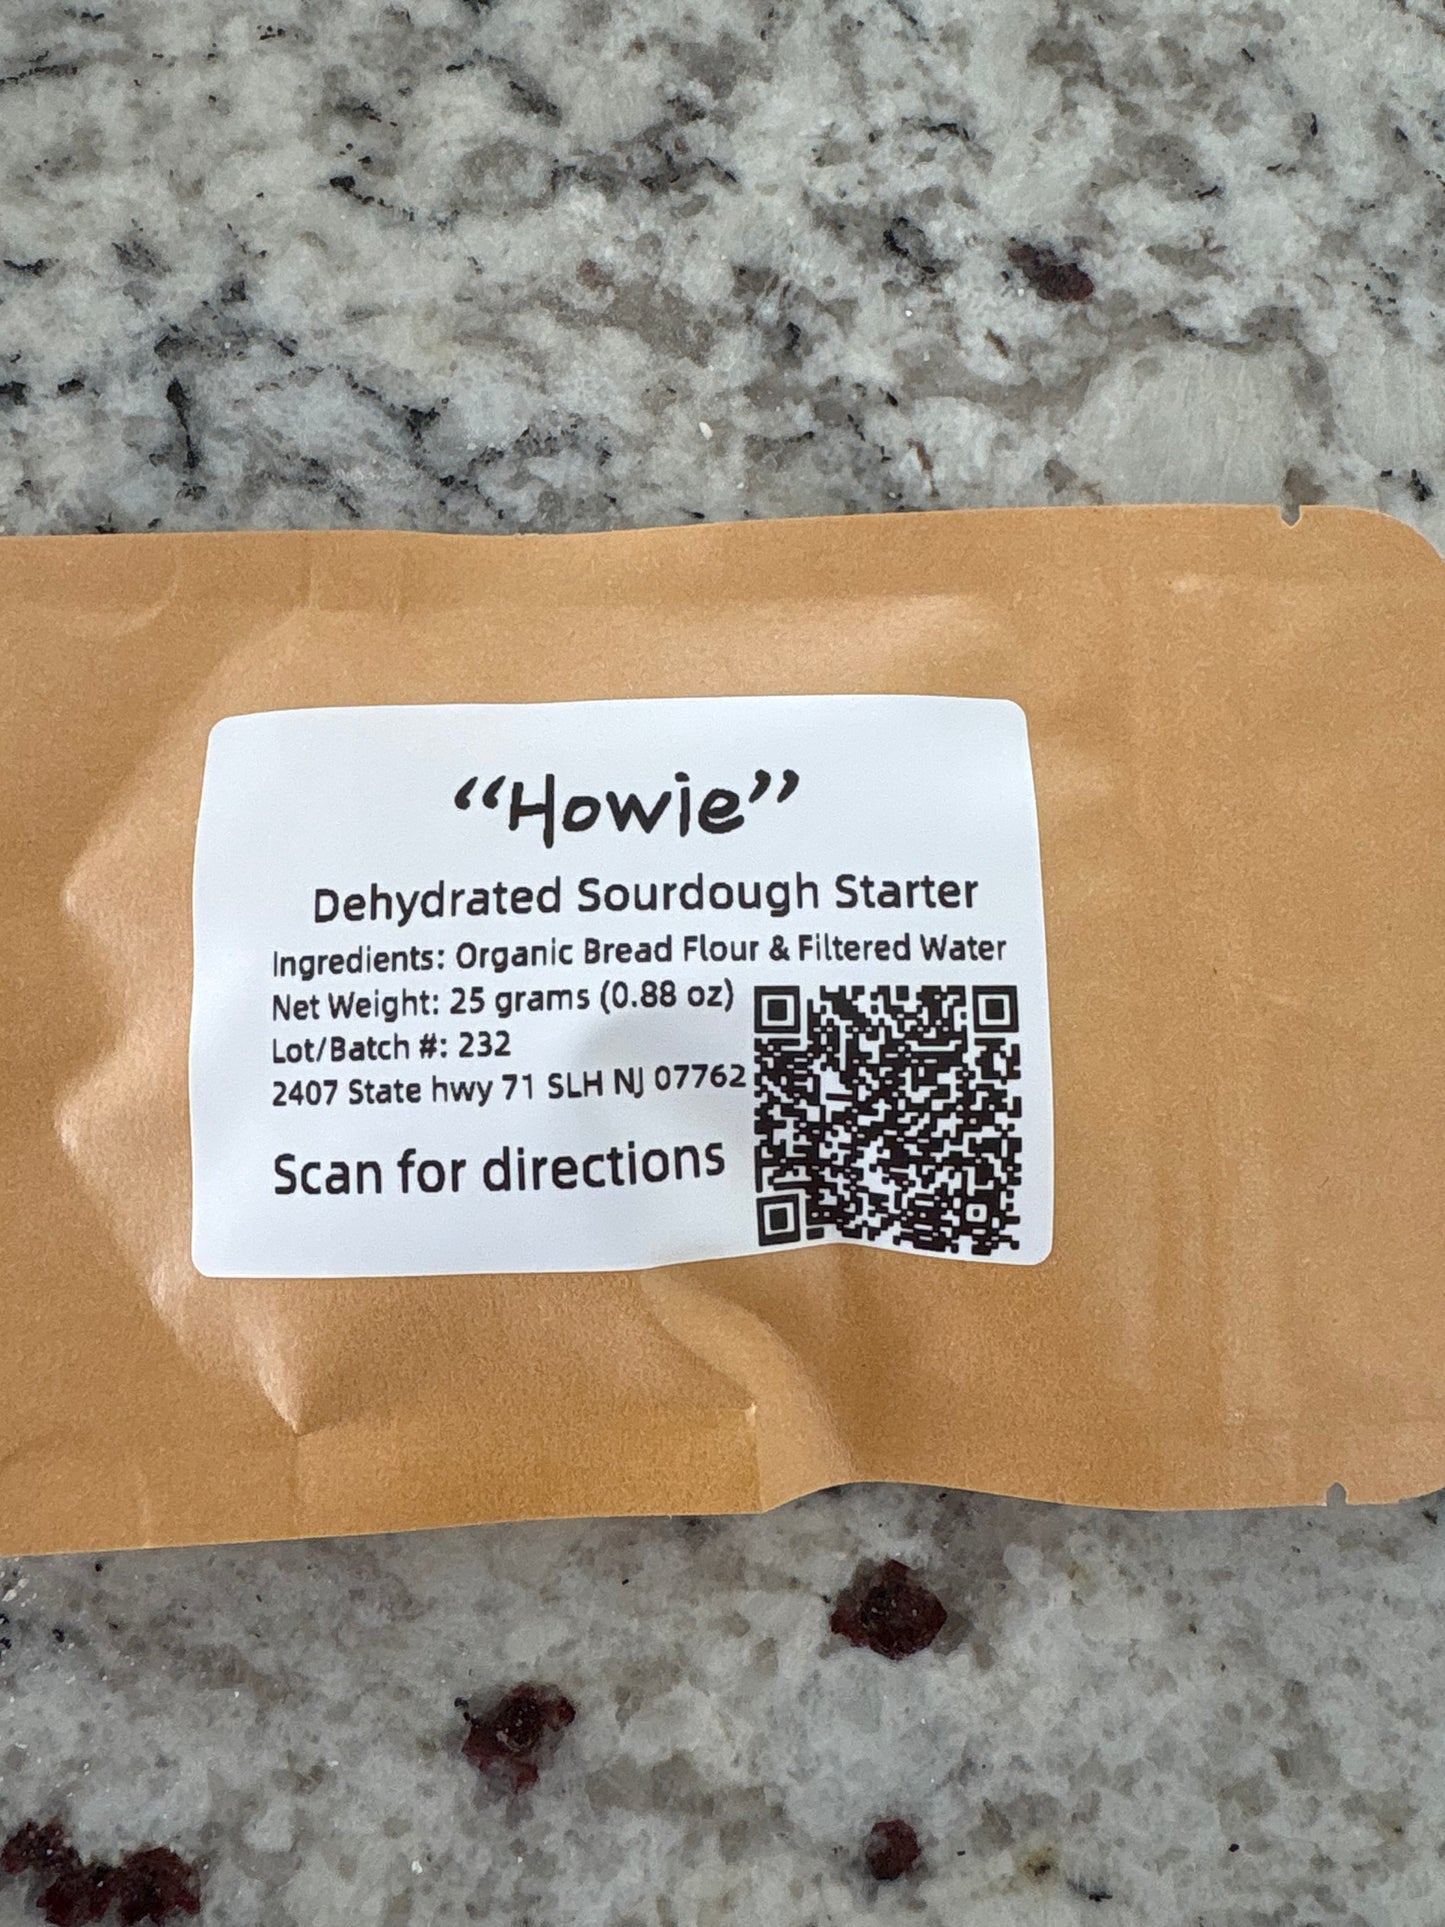 “Howie”
Dehydrated Sourdough Starter
Ingredients: Organic Bread Flour & Filtered Water
Net Weight: 25 grams (0.88 oz)
Lot/Batch #: 232
2407 State hwy 71 SLH NJ 07762
Scan for directions